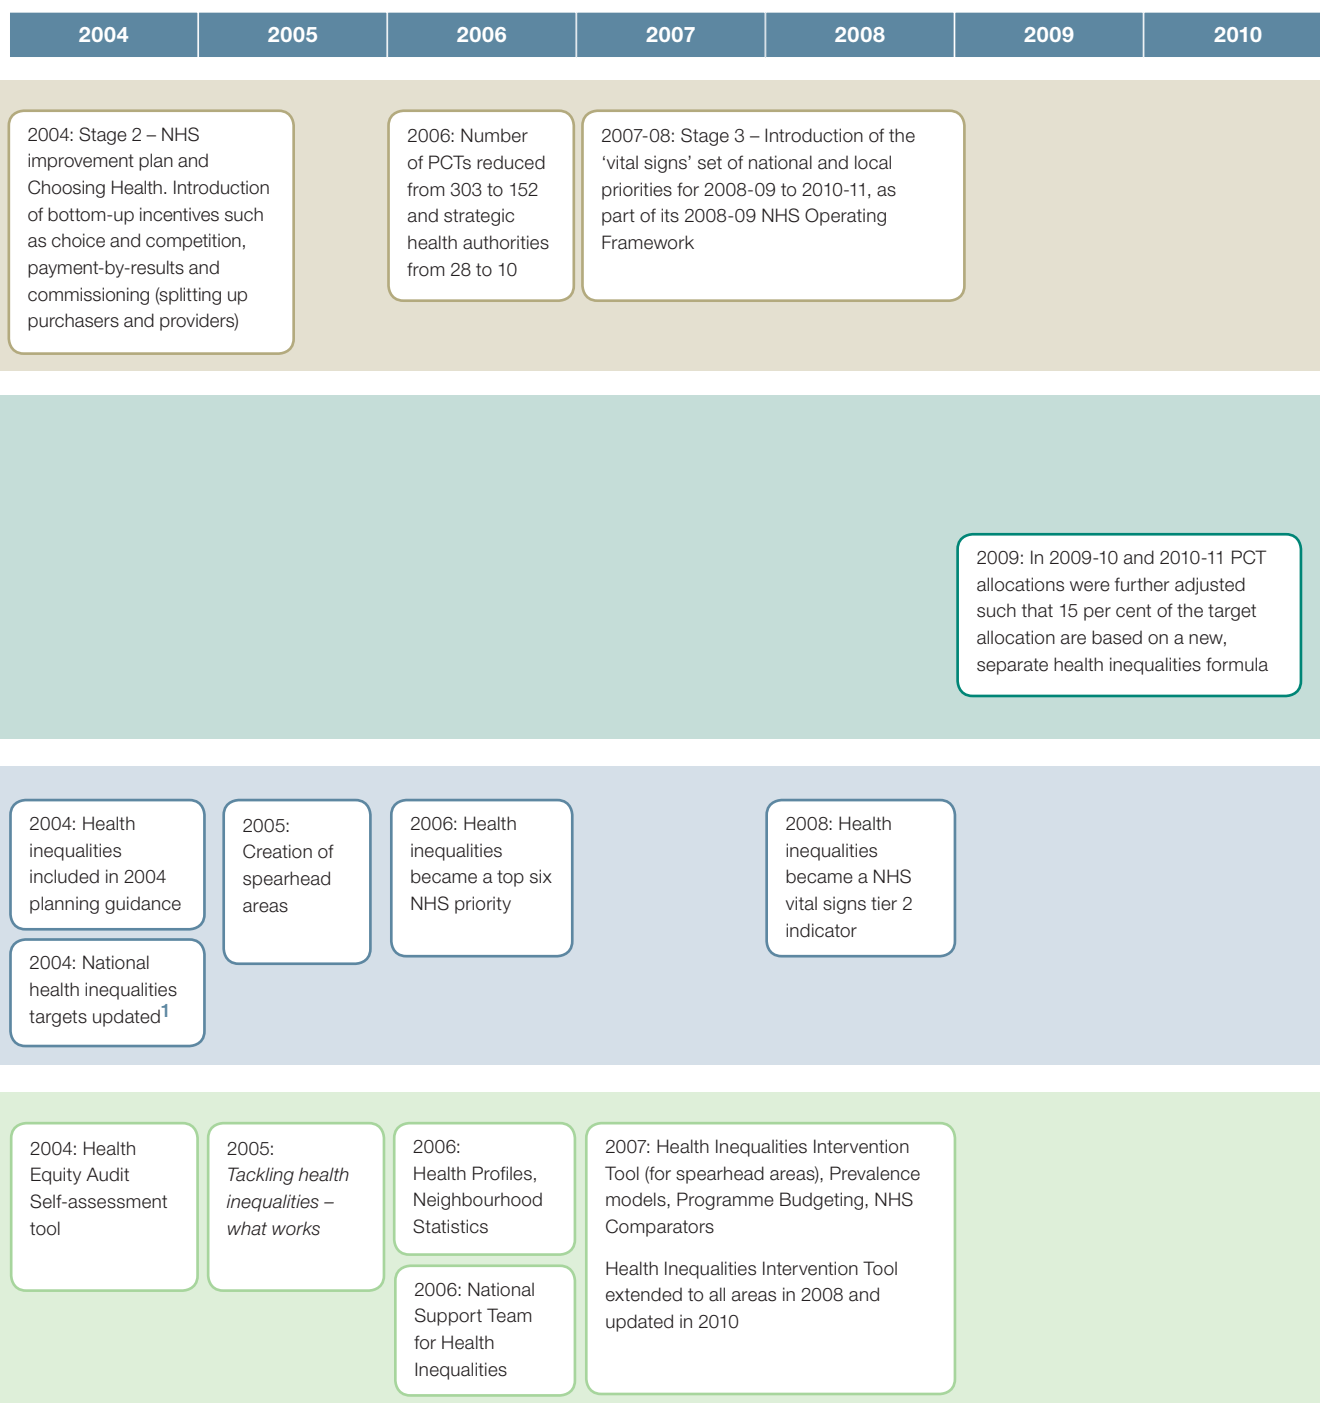 2004 2005 2006 2007 2008 2009 2010
2004: Stage 2 – NHS
improvement plan and
Choosing Health. Introduction
of bottom-up incentives such
as choice and competition,
payment-by-results and
commissioning (splitting up
purchasers and providers)
2006: Number
of PCTs reduced
from 303 to 152
and strategic
health authorities
from 28 to 10
2007-08: Stage 3 – Introduction of the
‘vital signs’ set of national and local
priorities for 2008-09 to 2010-11, as
part of its 2008-09 NHS Operating
Framework
2009: In 2009-10 and 2010-11 PCT
allocations were further adjusted
such that 15 per cent of the target
allocation are based on a new,
separate health inequalities formula
2004: Health
inequalities
included in 2004
planning guidance
2004: National
health inequalities
targets updated1
2005:
Creation of
spearhead
areas
2006: Health
inequalities
became a top six
NHS priority
2008: Health
inequalities
became a NHS
vital signs tier 2
indicator
2004: Health
Equity Audit
Self-assessment
tool
2005:
Tackling health
inequalities –
what works
2006:
Health Profiles,
Neighbourhood
Statistics
2006: National
Support Team
for Health
Inequalities
2007: Health Inequalities Intervention
Tool (for spearhead areas), Prevalence
models, Programme Budgeting, NHS
Comparators
Health Inequalities Intervention Tool
extended to all areas in 2008 and
updated in 2010